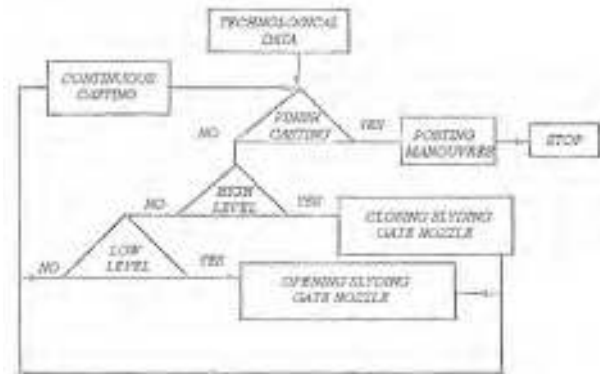 TECHNOLOGICAL
DATA
CONTINUOUS
CASTING
FINISH
CASTING
NO
YES
POSTING
MANOUVRES
STOP
HIGH
LEVEL
NO
YES
CLOSING SLYDING
GATE NOZZLE
LOW
LEVEL
NO
YES
OPENING SLYDING
GATE NOZZLE